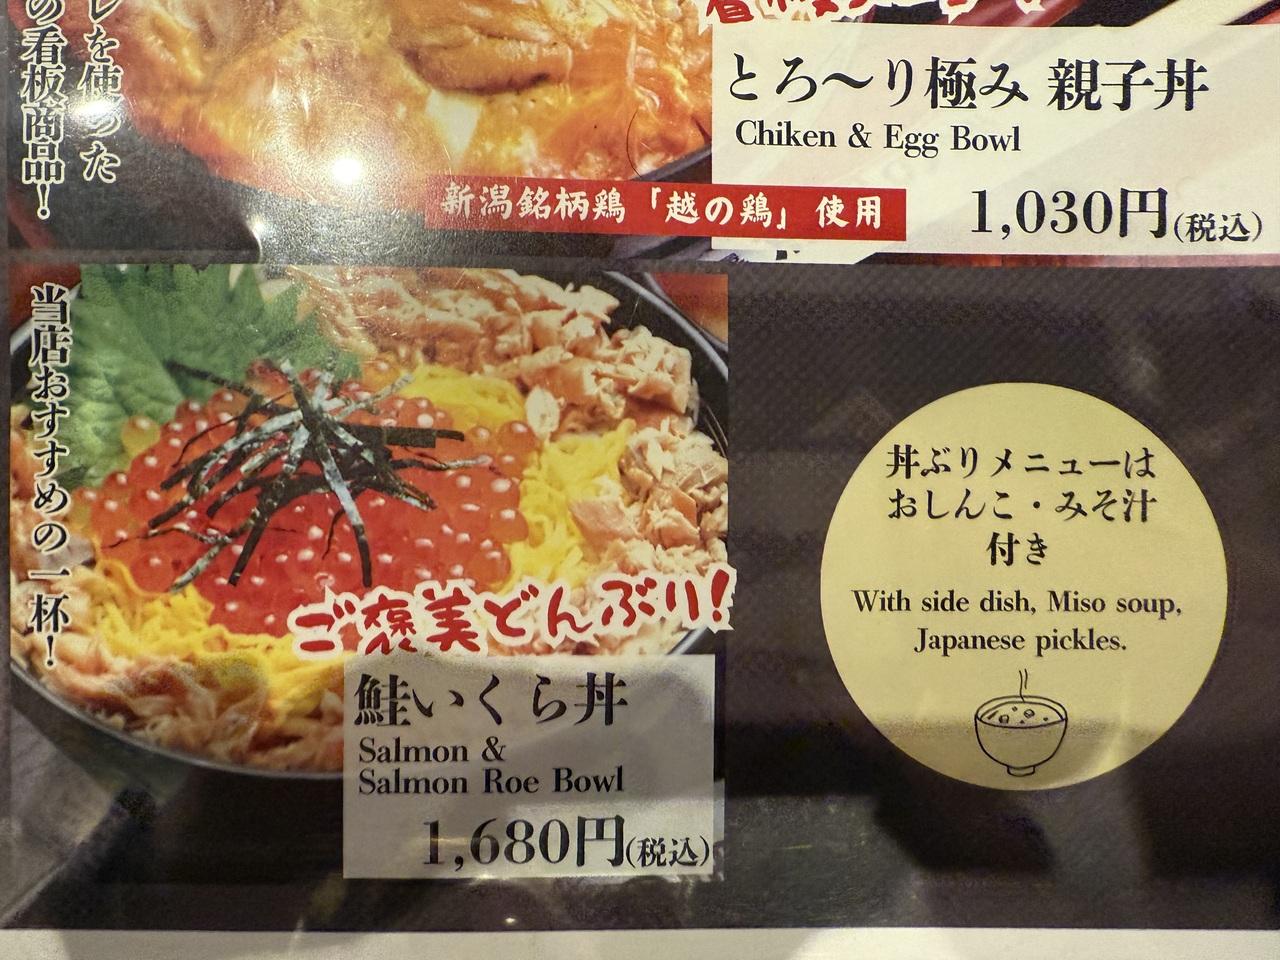 レを使った
の看板商品！
とろ〜り極み 親子丼
Chiken & Egg Bowl
新潟銘柄鶏「越の鶏」使用
1,030円(税込)
当店おすすめの一杯！
ご褒美どんぶり！
鮭いくら丼
Salmon &
Salmon Roe Bowl
1,680円(税込)
丼ぶりメニューは
おしんこ・みそ汁
付き
With side dish, Miso soup,
Japanese pickles.